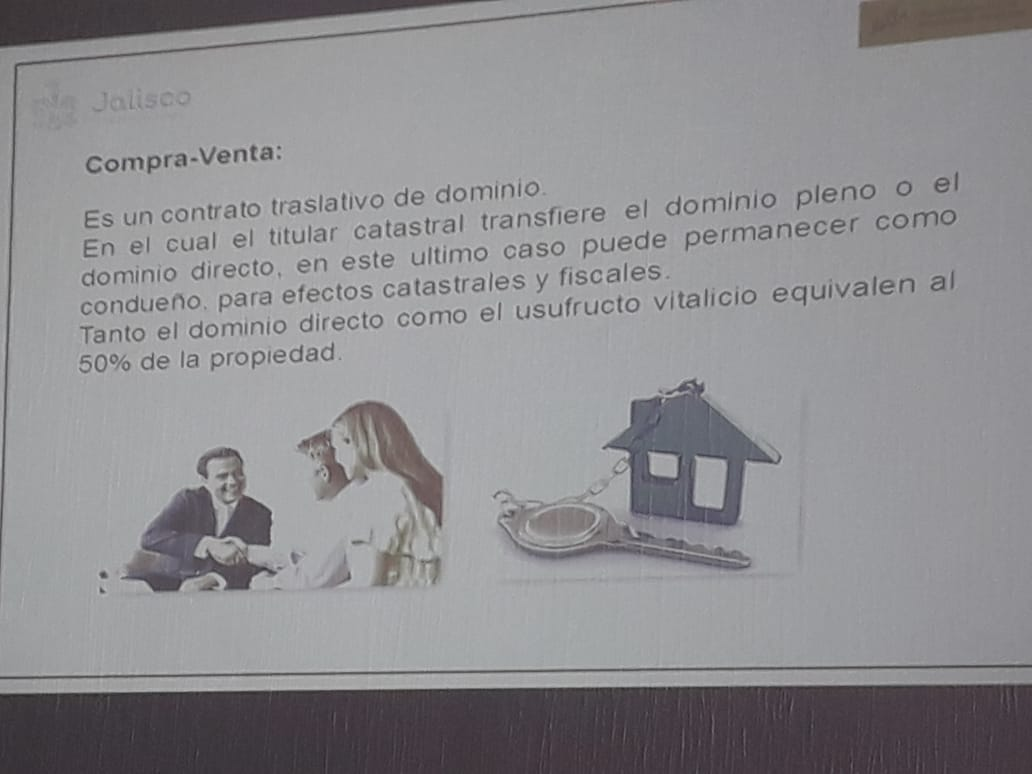 Jalisco
Compra-Venta:
Es un contrato traslativo de dominio.
En el cual el titular catastral transfiere el dominio pleno o el
dominio directo, en este ultimo caso puede permanecer como
condueño, para efectos catastrales y fiscales.
Tanto el dominio directo como el usufructo vitalicio equivalen al
50% de la propiedad.